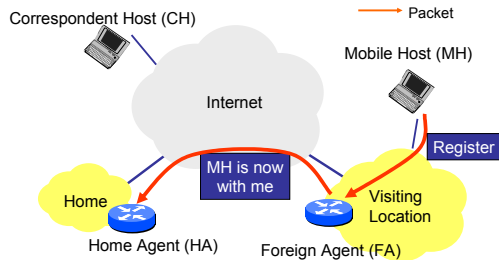 Correspondent Host (CH)
Packet
Mobile Host (MH)
Internet
Register
MH is now
with me
Home
Visiting
Location
Home Agent (HA)
Foreign Agent (FA)